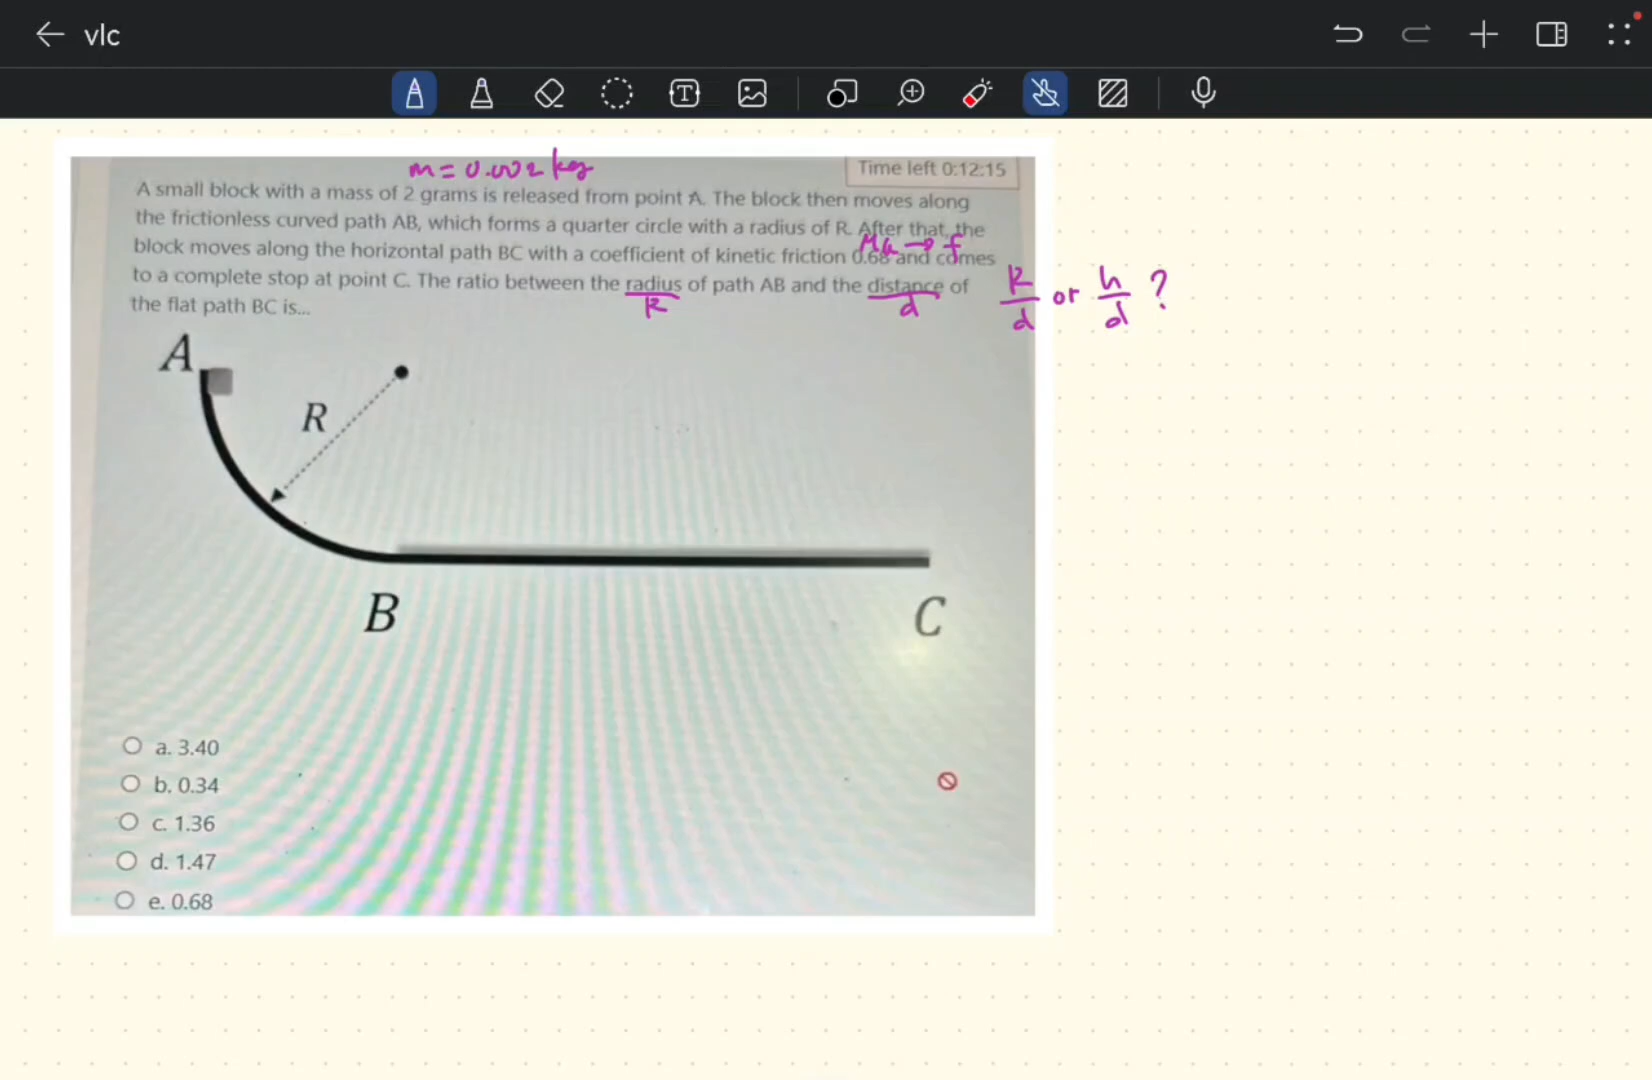 vlc
m = 0.002 kg
Time left 0:12:15
A small block with a mass of 2 grams is released from point A. The block then moves along
the frictionless curved path AB, which forms a quarter circle with a radius of R. After that, the
block moves along the horizontal path BC with a coefficient of kinetic friction 0.68 and comes
to a complete stop at point C. The ratio between the radius of path AB and the distance of
the flat path BC is...
→ f
R
d
R/d or h/d ?
A
R
B
C
a. 3.40
b. 0.34
c. 1.36
d. 1.47
e. 0.68